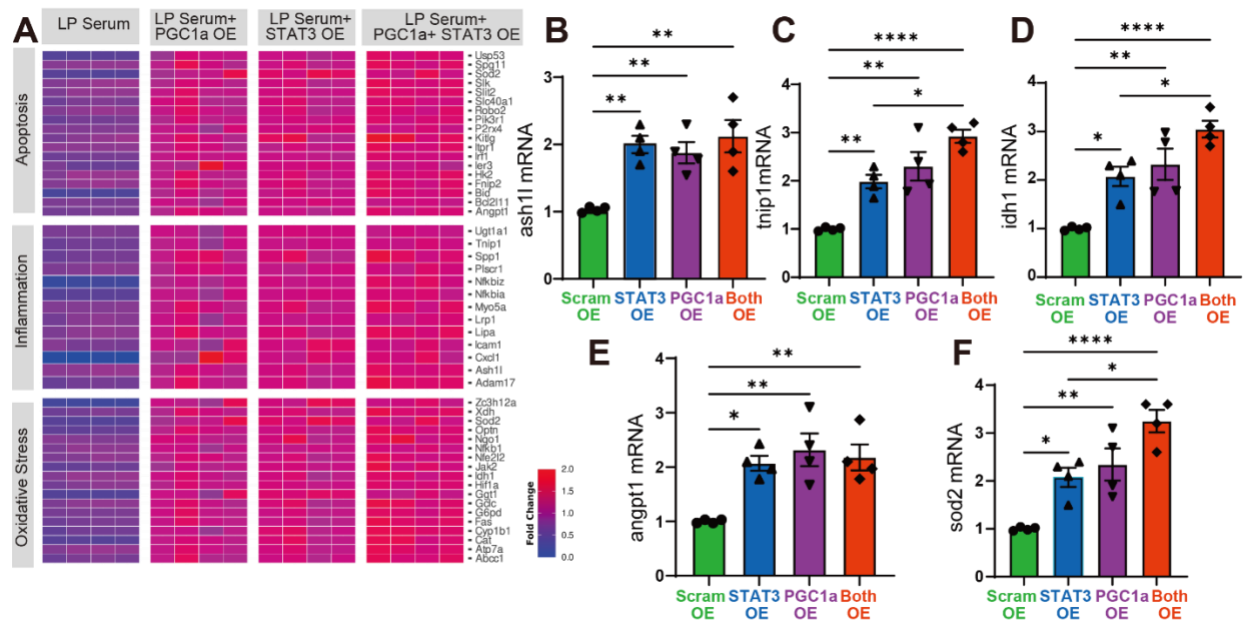 A
LP Serum
LP Serum+
PGC1a OE
LP Serum+
STAT3 OE
LP Serum+
PGC1a+ STAT3 OE
Apoptosis
Usp53
Spg11
Sod2
Slk
Slit2
Slc40a1
Robo2
Pik3r1
P2rx4
Kitlg
Itpr1
Irf1
Ier3
Hk2
Fnip2
Bid
Bcl2l11
Angpt1
Inflammation
Ugt1a1
Tnip1
Spp1
Plscr1
Nfkbiz
Nfkbia
Myo5a
Lrp1
Lipa
Icam1
Cxcl1
Ash1l
Adam17
Oxidative Stress
Zc3h12a
Xdh
Sod2
Optn
Nqo1
Nfkb1
Nfe2l2
Jak2
Idh1
Hif1a
Ggt1
Gclc
G6pd
Fas
Cyp1b1
Cat
Atp7a
Abcc1
Fold Change
2.0
1.5
1.0
0.5
0.0
B
ash1l mRNA
3
2
1
0
**
**
**
Scram
OE
STAT3
OE
PGC1a
OE
Both
OE
C
tnip1 mRNA
4
3
2
1
0
****
**
*
**
Scram
OE
STAT3
OE
PGC1a
OE
Both
OE
D
idh1 mRNA
4
3
2
1
0
****
**
*
*
Scram
OE
STAT3
OE
PGC1a
OE
Both
OE
E
angpt1 mRNA
4
3
2
1
0
**
**
*
Scram
OE
STAT3
OE
PGC1a
OE
Both
OE
F
sod2 mRNA
4
3
2
1
0
****
*
**
*
Scram
OE
STAT3
OE
PGC1a
OE
Both
OE